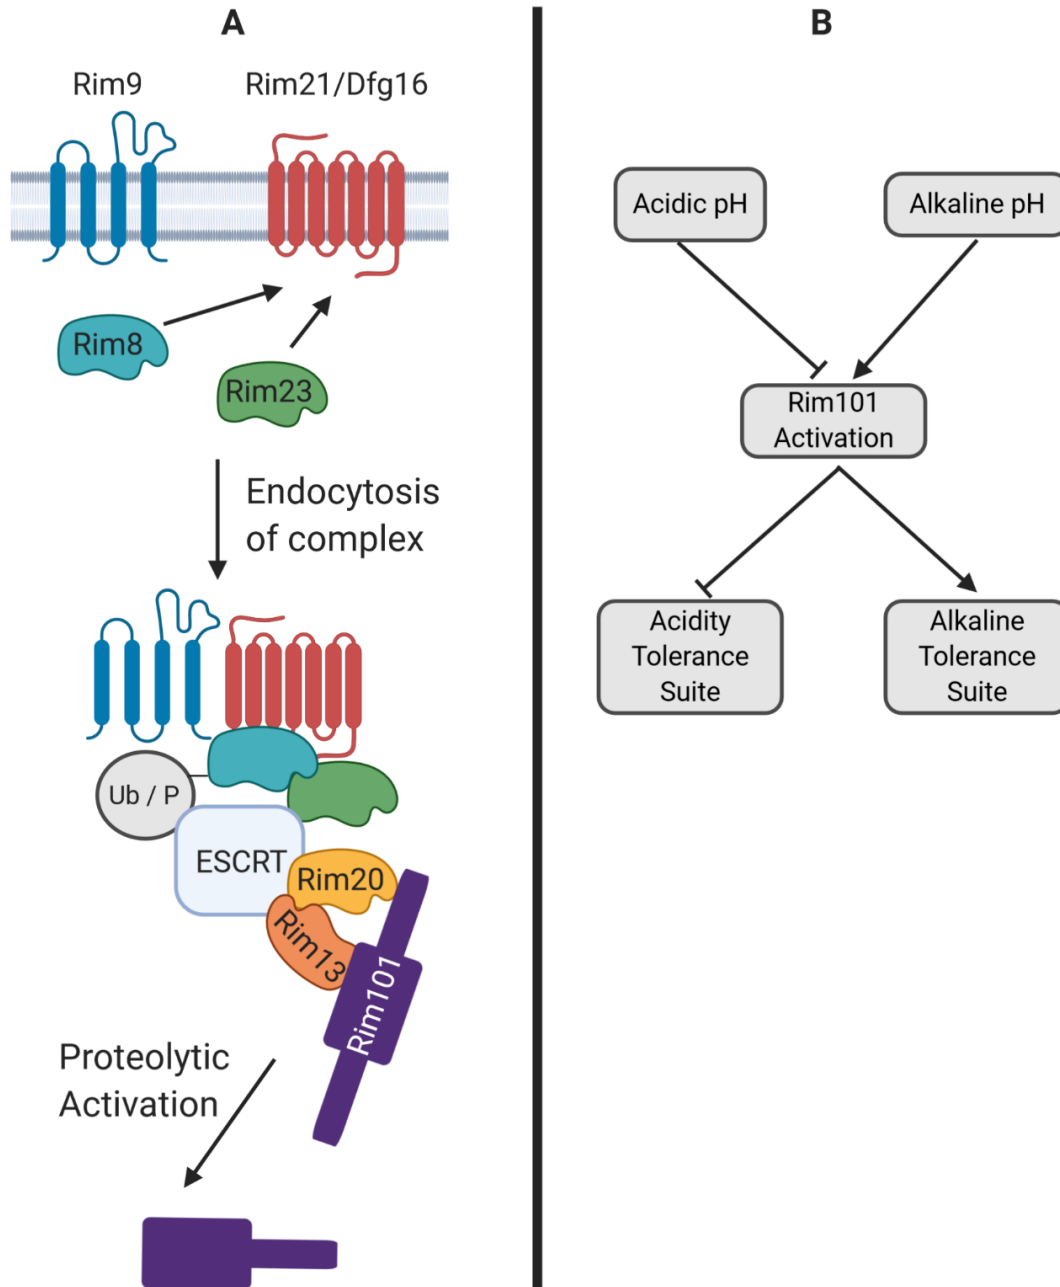 A
Rim9
Rim21/Dfg16
Rim8
Rim23
Endocytosis
of complex
Ub / P
ESCRT
Rim20
Rim13
Rim101
Proteolytic
Activation
B
Acidic pH
Alkaline pH
Rim101
Activation
Acidity
Tolerance
Suite
Alkaline
Tolerance
Suite